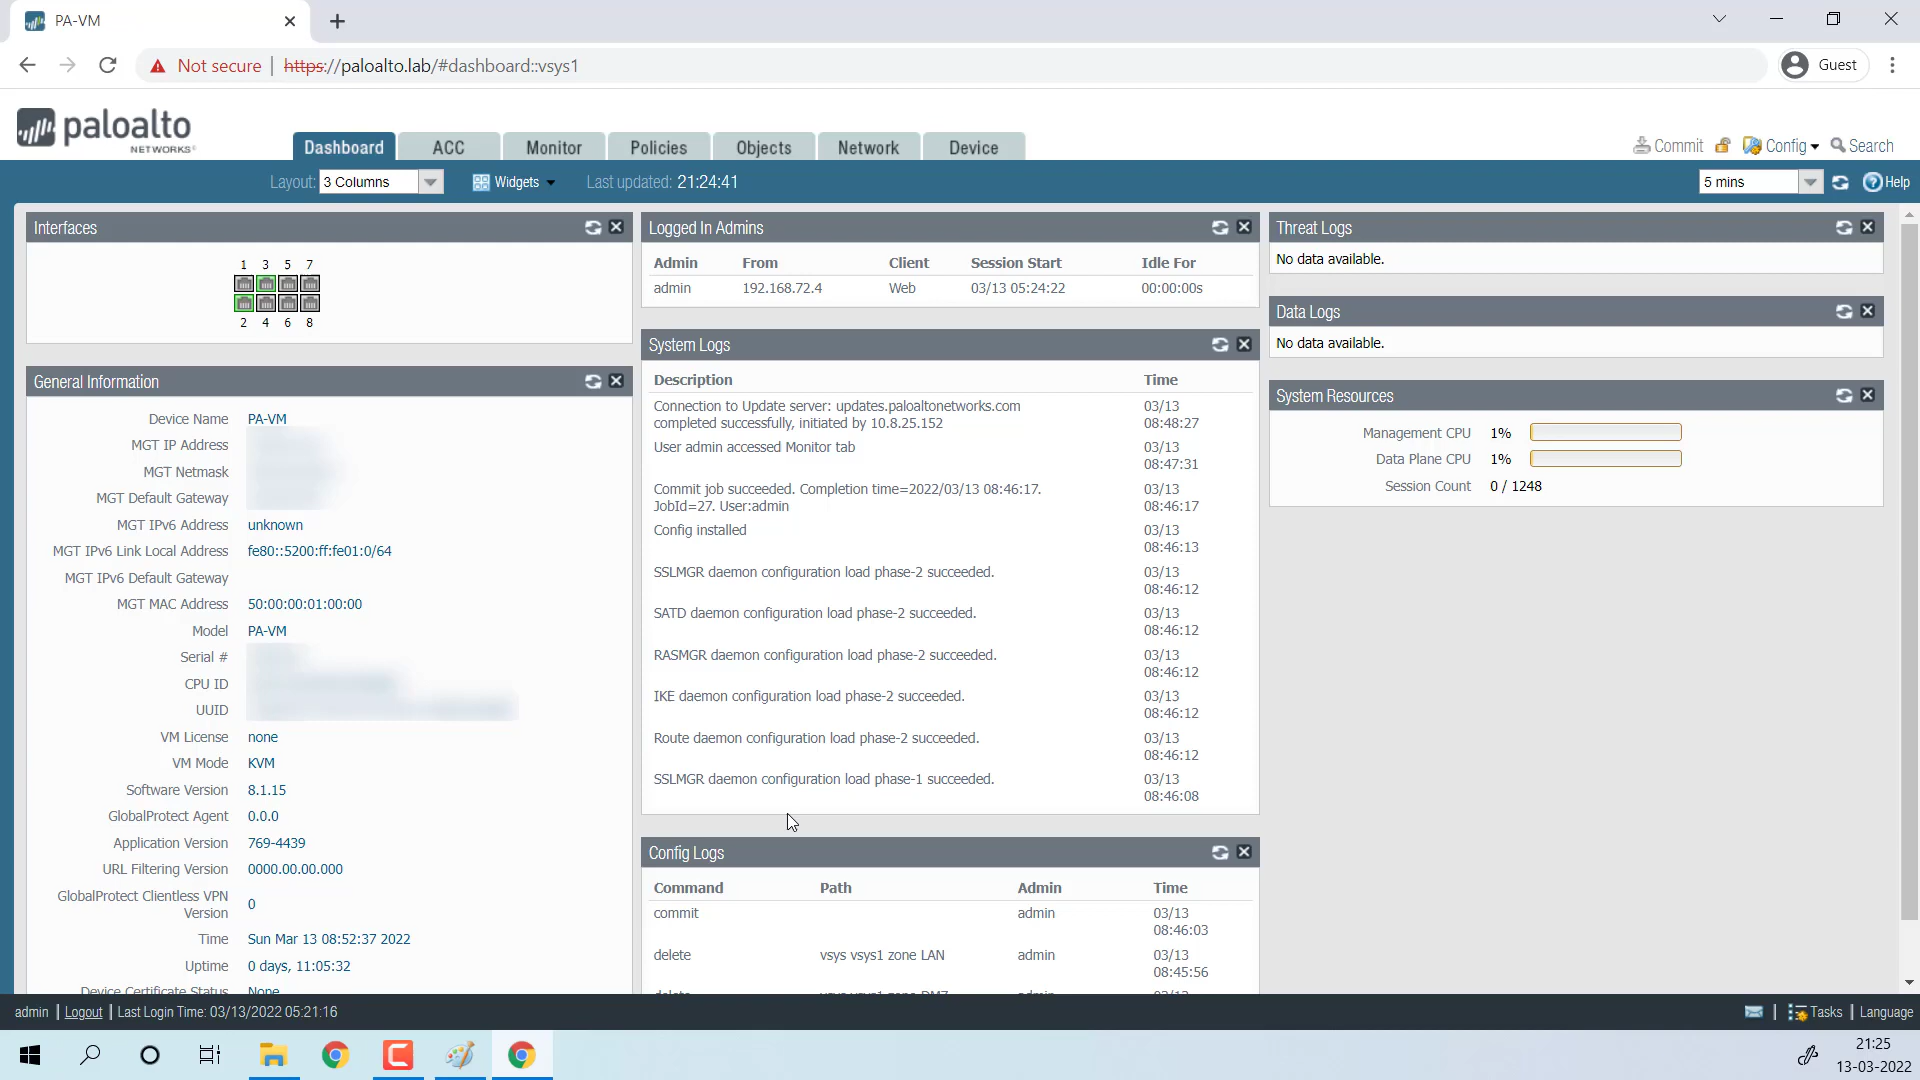 PA-VM
Not secure | https://paloalto.lab/#dashboard::vsys1
Guest
paloalto
NETWORKS
Dashboard
ACC
Monitor
Policies
Objects
Network
Device
Commit
Config
Search
Layout: 3 Columns
Widgets
Last updated: 21:24:41
5 mins
Help
Interfaces
1 3 5 7
2 4 6 8
General Information
Device Name PA-VM
MGT IP Address
MGT Netmask
MGT Default Gateway
MGT IPv6 Address unknown
MGT IPv6 Link Local Address fe80::5200:ff:fe01:0/64
MGT IPv6 Default Gateway
MGT MAC Address 50:00:00:01:00:00
Model PA-VM
Serial #
CPU ID
UUID
VM License none
VM Mode KVM
Software Version 8.1.15
GlobalProtect Agent 0.0.0
Application Version 769-4439
URL Filtering Version 0000.00.00.000
GlobalProtect Clientless VPN
Version 0
Time Sun Mar 13 08:52:37 2022
Uptime 0 days, 11:05:32
Device Certificate Status None
Logged In Admins
Admin From Client Session Start Idle For
admin 192.168.72.4 Web 03/13 05:24:22 00:00:00s
System Logs
Description Time
Connection to Update server: updates.paloaltonetworks.com 03/13
completed successfully, initiated by 10.8.25.152 08:48:27
User admin accessed Monitor tab 03/13
08:47:31
Commit job succeeded. Completion time=2022/03/13 08:46:17. 03/13
JobId=27. User:admin 08:46:17
Config installed 03/13
08:46:13
SSLMGR daemon configuration load phase-2 succeeded. 03/13
08:46:12
SATD daemon configuration load phase-2 succeeded. 03/13
08:46:12
RASMGR daemon configuration load phase-2 succeeded. 03/13
08:46:12
IKE daemon configuration load phase-2 succeeded. 03/13
08:46:12
Route daemon configuration load phase-2 succeeded. 03/13
08:46:12
SSLMGR daemon configuration load phase-1 succeeded. 03/13
08:46:08
Config Logs
Command Path Admin Time
commit admin 03/13
08:46:03
delete vsys vsys1 zone LAN admin 03/13
08:45:56
Threat Logs
No data available.
Data Logs
No data available.
System Resources
Management CPU 1%
Data Plane CPU 1%
Session Count 0 / 1248
admin | Logout | Last Login Time: 03/13/2022 05:21:16
Tasks | Language
21:25
13-03-2022